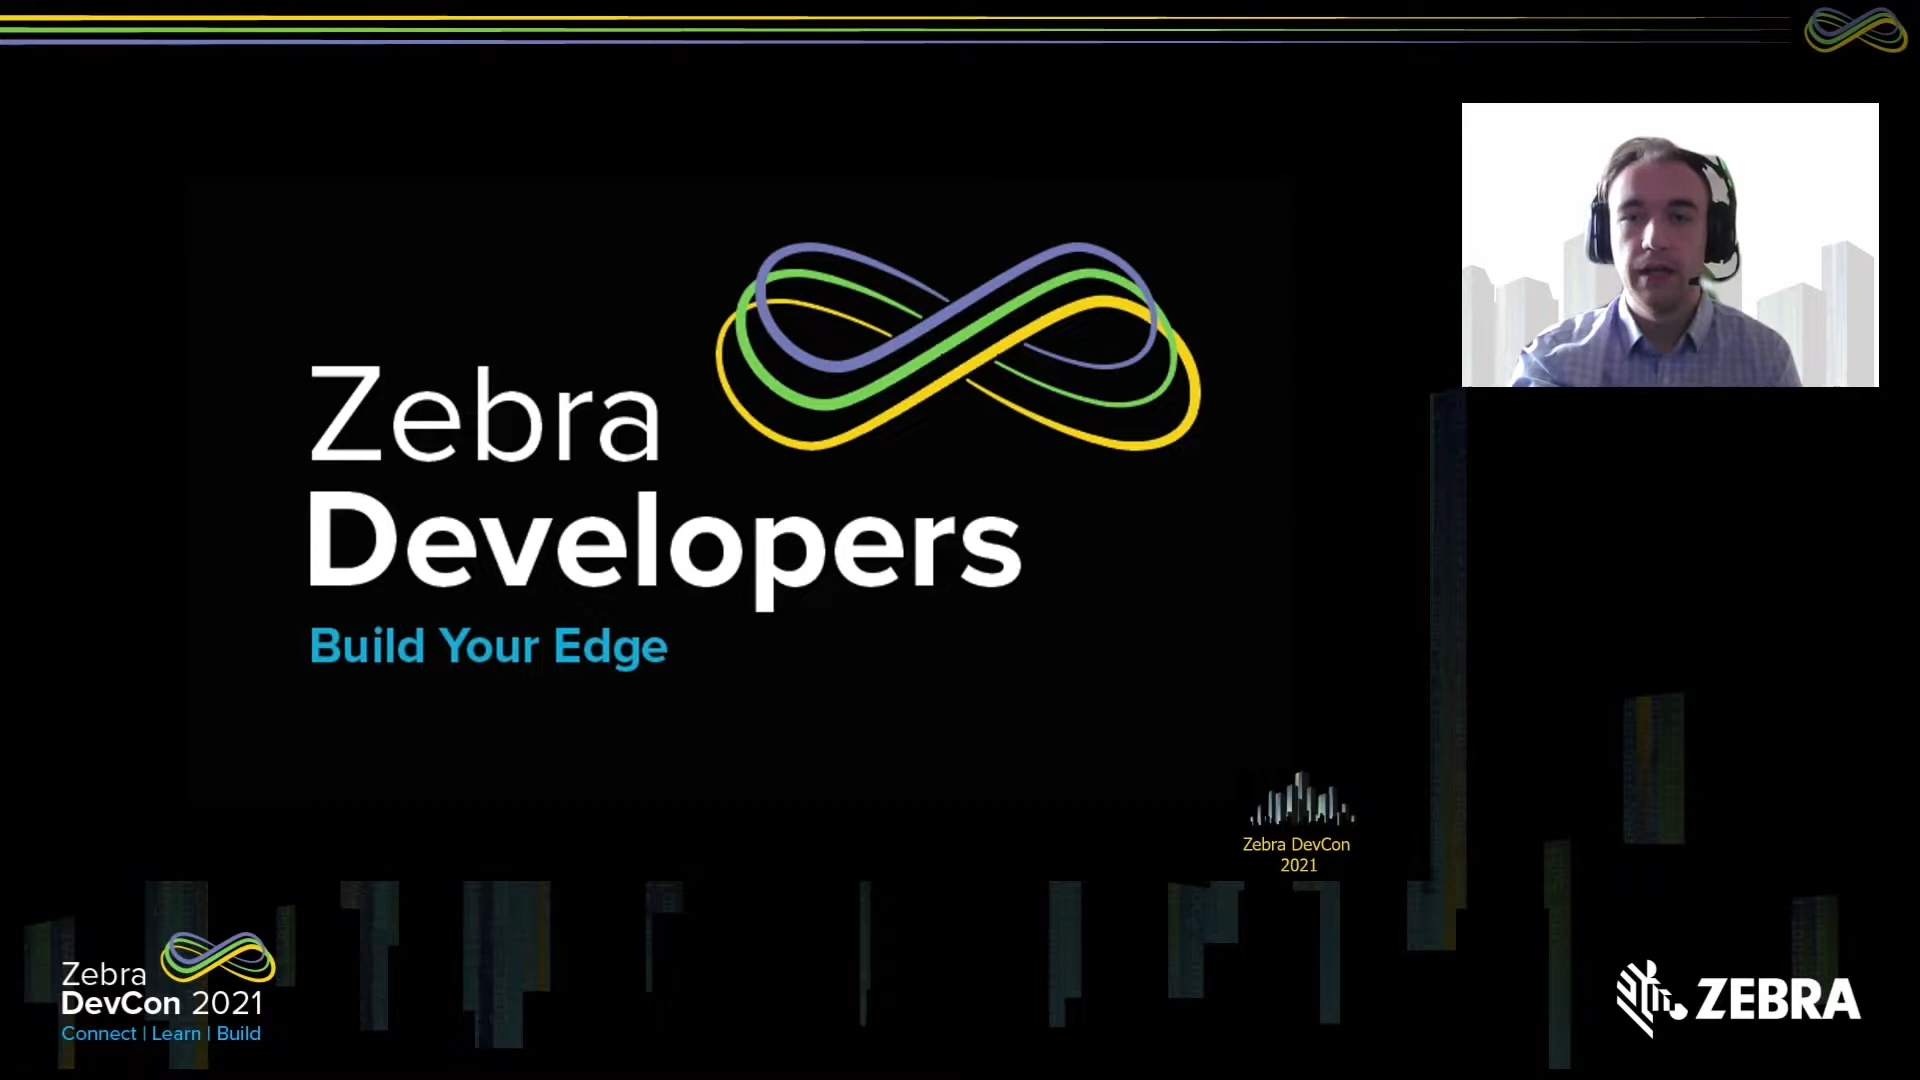 Zebra
Developers
Build Your Edge
Zebra DevCon
2021
Zebra
DevCon 2021
Connect | Learn | Build
ZEBRA